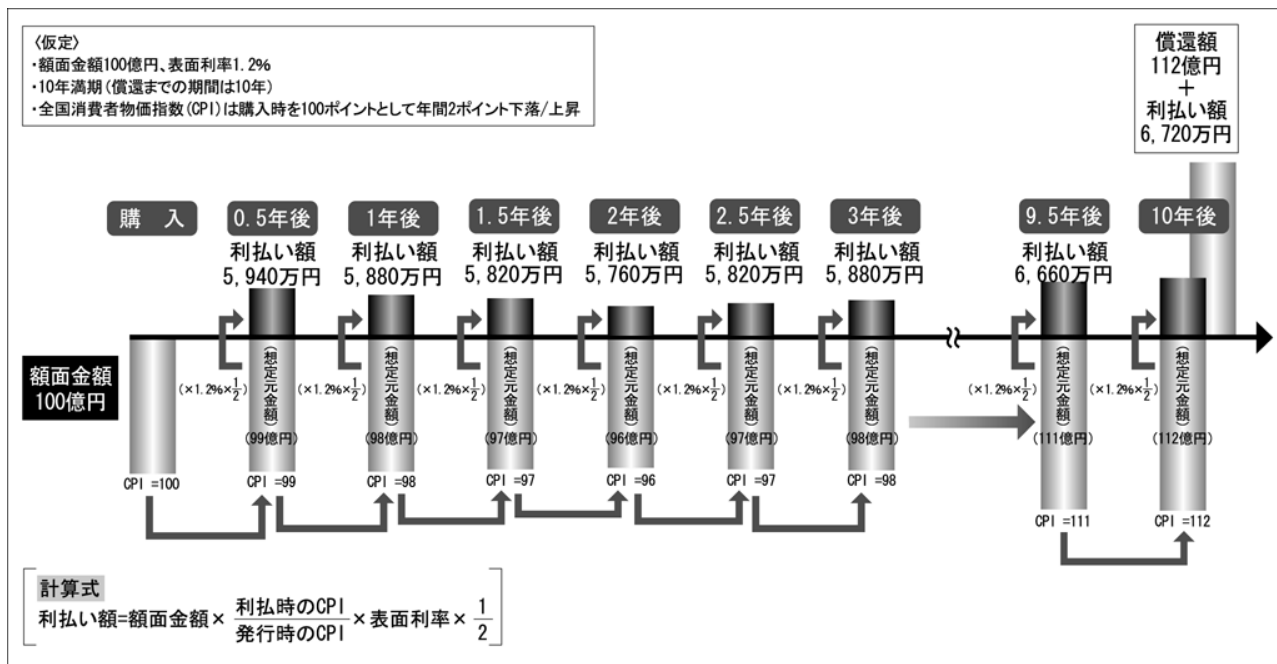 〈仮定〉
・額面金額100億円、表面利率1.2%
・10年満期（償還までの期間は10年）
・全国消費者物価指数（CPI）は購入時を100ポイントとして年間2ポイント下落/上昇
償還額
112億円
+
利払い額
6,720万円
購　入
0.5年後
1年後
1.5年後
2年後
2.5年後
3年後
9.5年後
10年後
利払い額
5,940万円
利払い額
5,880万円
利払い額
5,820万円
利払い額
5,760万円
利払い額
5,820万円
利払い額
5,880万円
利払い額
6,660万円
額面金額
100億円
（×1.2%×1/2）
（想定元金額）
（99億円）
（×1.2%×1/2）
（想定元金額）
（98億円）
（×1.2%×1/2）
（想定元金額）
（97億円）
（×1.2%×1/2）
（想定元金額）
（96億円）
（×1.2%×1/2）
（想定元金額）
（97億円）
（×1.2%×1/2）
（想定元金額）
（98億円）
（×1.2%×1/2）
（想定元金額）
（111億円）
（×1.2%×1/2）
（想定元金額）
（112億円）
CPI =100
CPI =99
CPI =98
CPI =97
CPI =96
CPI =97
CPI =98
CPI =111
CPI =112
計算式
利払い額=額面金額× 利払時のCPI/発行時のCPI ×表面利率× 1/2